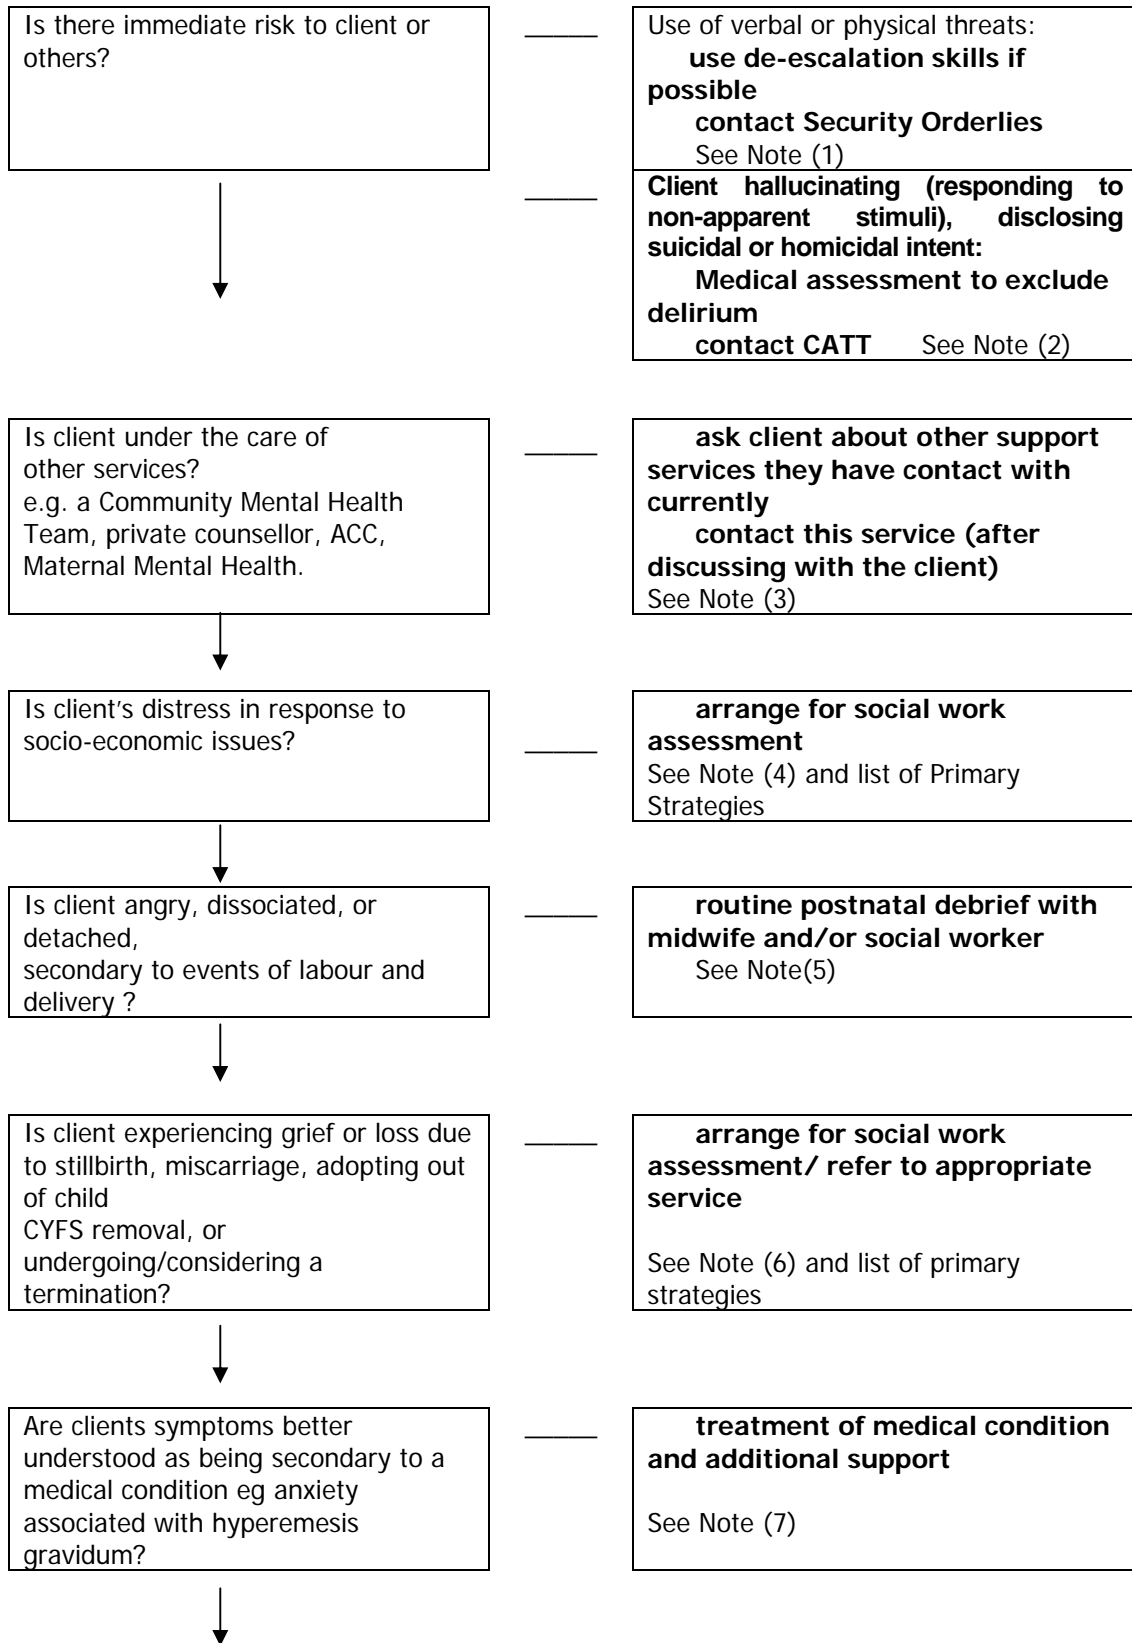 Is there immediate risk to client or
others?
Use of verbal or physical threats:
use de-escalation skills if
possible
contact Security Orderlies
See Note (1)
Client hallucinating (responding to
non-apparent stimuli), disclosing
suicidal or homicidal intent:
Medical assessment to exclude
delirium
contact CATT See Note (2)
Is client under the care of
other services?
e.g. a Community Mental Health
Team, private counsellor, ACC,
Maternal Mental Health.
ask client about other support
services they have contact with
currently
contact this service (after
discussing with the client)
See Note (3)
Is client's distress in response to
socio-economic issues?
arrange for social work
assessment
See Note (4) and list of Primary
Strategies
Is client angry, dissociated, or
detached,
secondary to events of labour and
delivery ?
routine postnatal debrief with
midwife and/or social worker
See Note(5)
Is client experiencing grief or loss due
to stillbirth, miscarriage, adopting out
of child
CYFS removal, or
undergoing/considering a
termination?
arrange for social work
assessment/ refer to appropriate
service
See Note (6) and list of primary
strategies
Are clients symptoms better
understood as being secondary to a
medical condition eg anxiety
associated with hyperemesis
gravidum?
treatment of medical condition
and additional support
See Note (7)